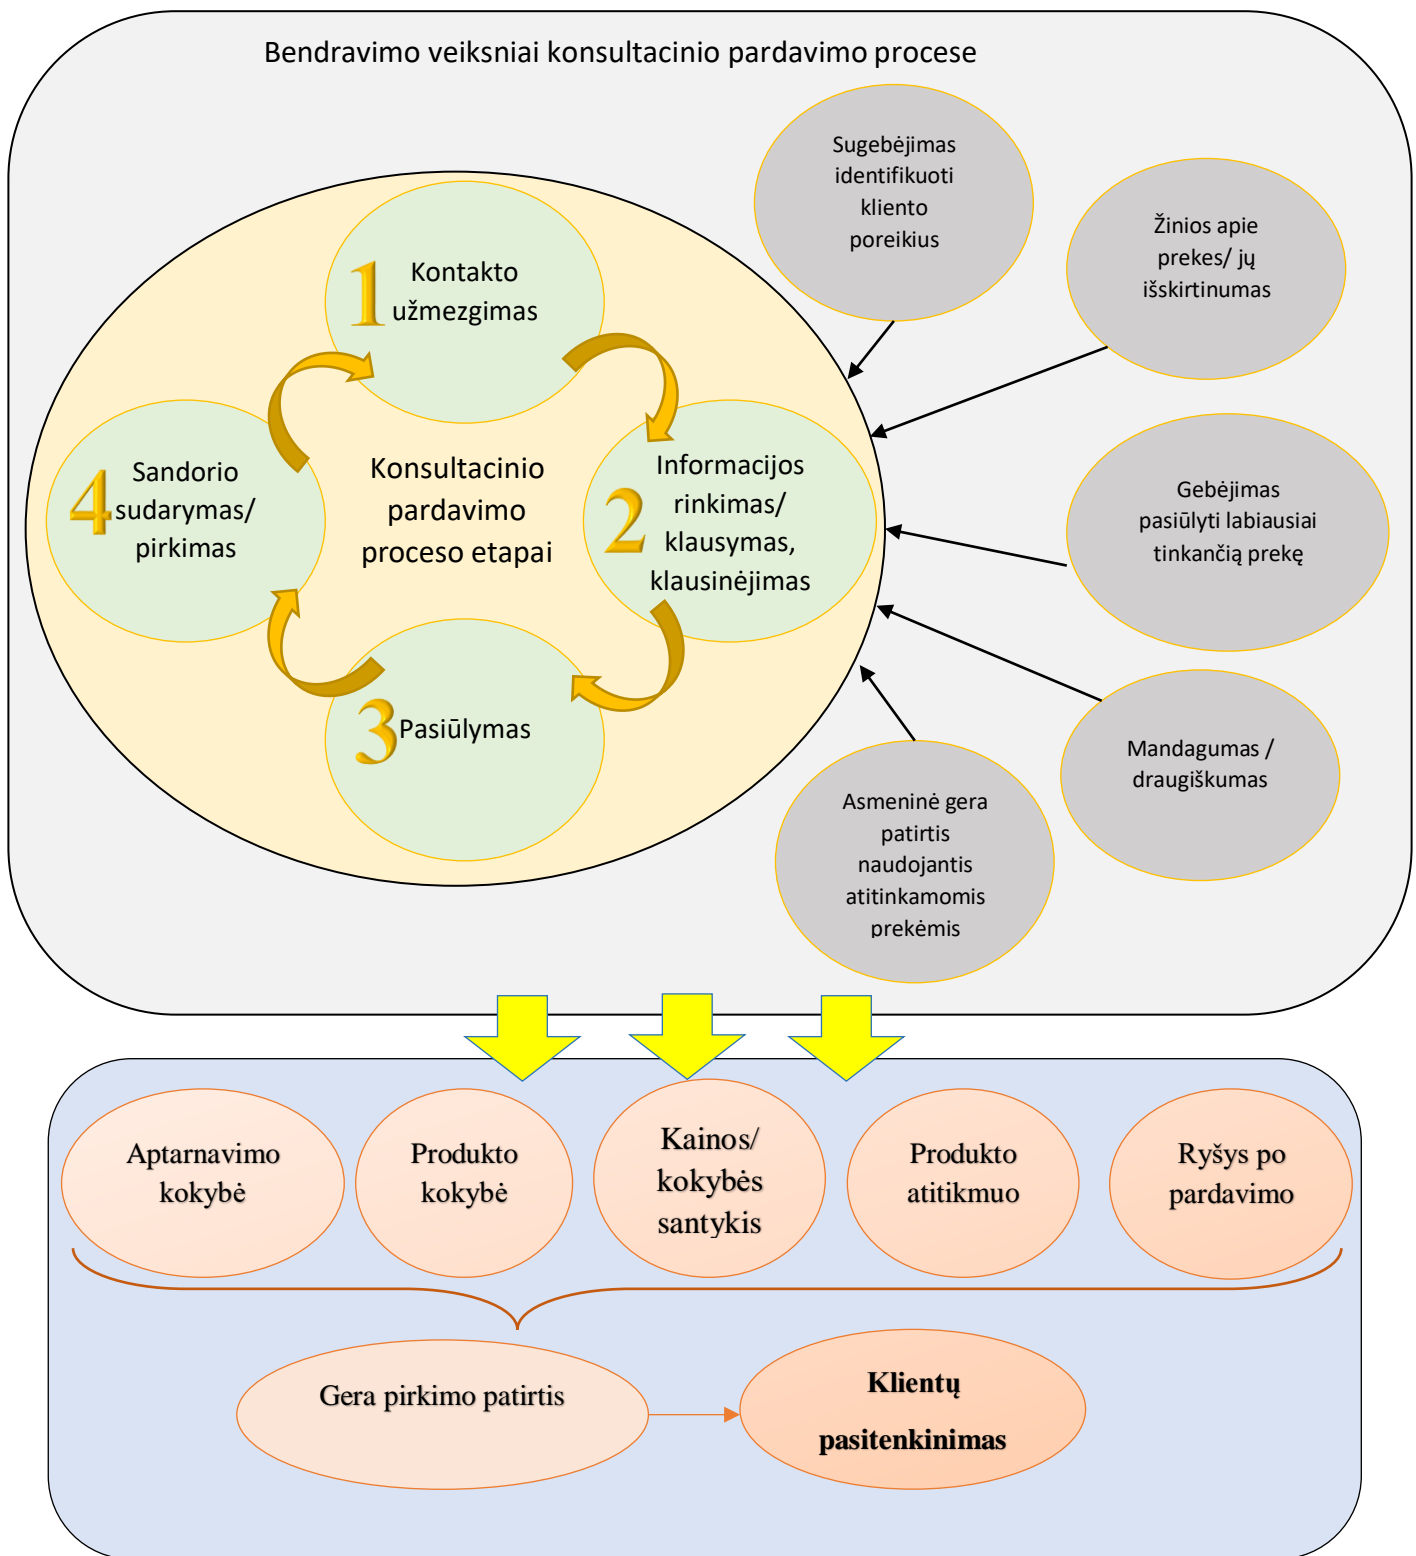 Bendravimo veiksniai konsultacinio pardavimo procese
Sugebėjimas
identifikuoti
kliento
poreikius
Žinios apie
prekes/ jų
išskirtinumas
1
Kontakto
užmezgimas
4
Sandorio
sudarymas/
pirkimas
Konsultacinio
pardavimo
proceso etapai
2
Informacijos
rinkimas/
klausymas,
klausinėjimas
Gebėjimas
pasiūlyti labiausiai
tinkančią prekę
3
Pasiūlymas
Mandagumas /
draugiškumas
Asmeninė gera
patirtis
naudojantis
atitinkamomis
prekėmis
Aptarnavimo
kokybė
Produkto
kokybė
Kainos/
kokybės
santykis
Produkto
atitikmuo
Ryšys po
pardavimo
Gera pirkimo patirtis
Klientų
pasitenkinimas